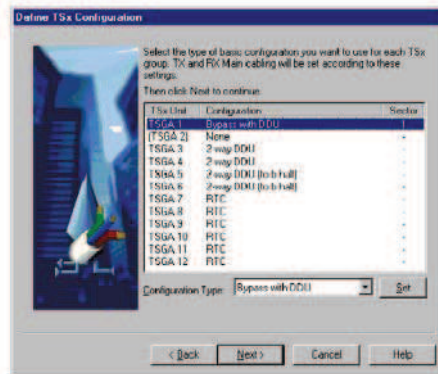 Define TSx Configuration
Select the type of basic configuration you want to use for each TSx
group. TX and RX Main cabling will be set according to these
settings.
Then click Next to continue.
TSx Unit Configuration Sector
TSGA 1 Bypass with DDU 1
(TSGA 2) None -
TSGA 3 2-way DDU -
TSGA 4 2-way DDU -
TSGA 5 2-way DDU (to b half) -
TSGA 6 2-way DDU (to b half) -
TSGA 7 RTC -
TSGA 8 RTC -
TSGA 9 RTC -
TSGA 10 RTC -
TSGA 11 RTC -
TSGA 12 RTC -
Configuration Type: Bypass with DDU Set
< Back Next > Cancel Help